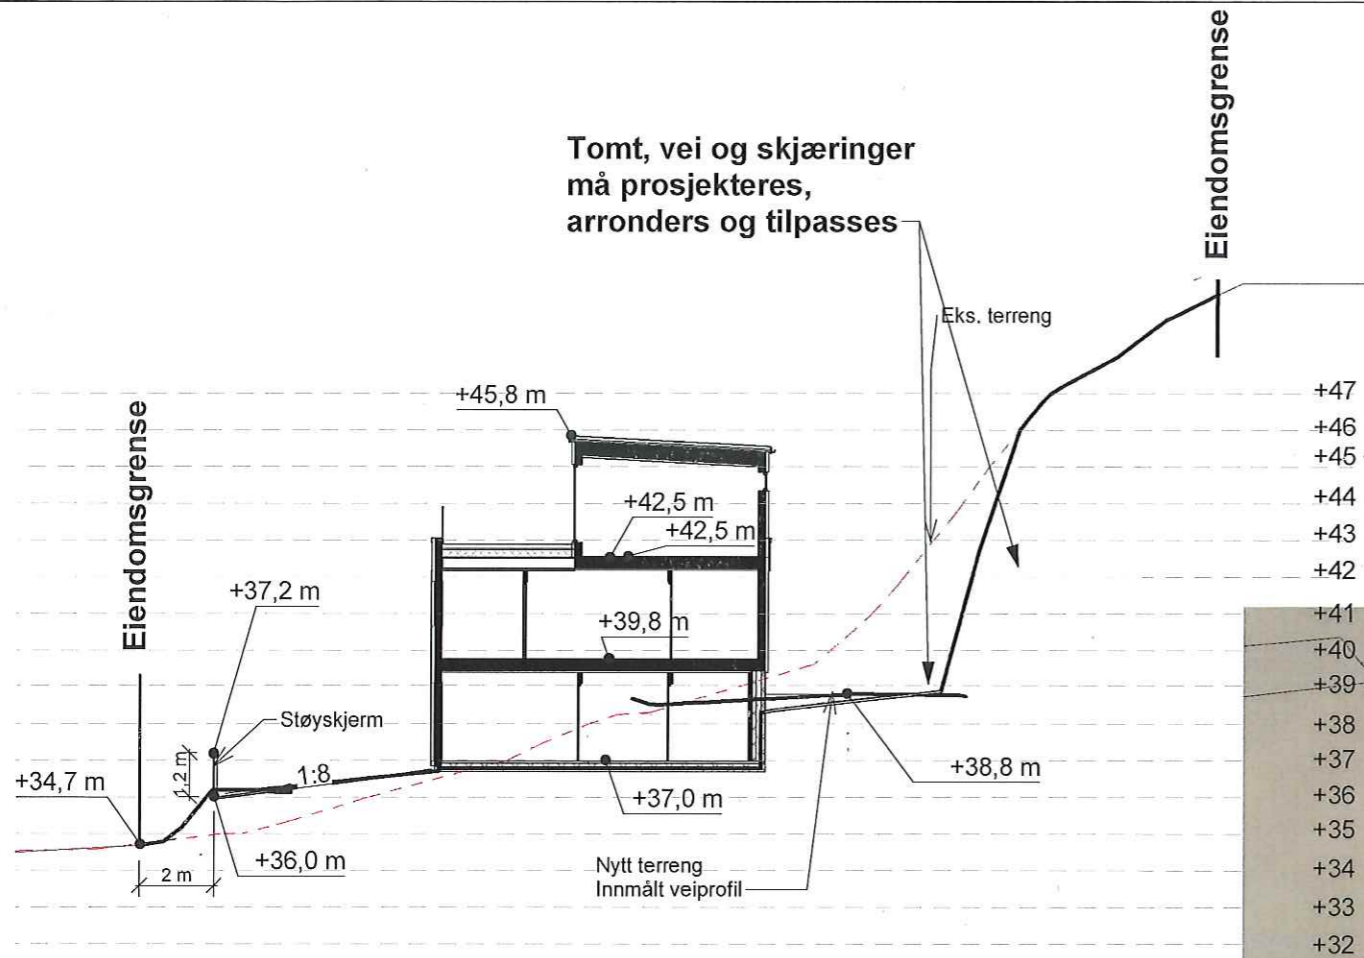 Eiendomsgrense
Tomt, vei og skjæringer
må prosjekteres,
arronders og tilpasses
Eks. terreng
+47
+46
+45
+44
+43
+42
+41
+40
+39
+38
+37
+36
+35
+34
+33
+32
+45,8 m
+42,5 m
+42,5 m
+39,8 m
+37,0 m
+38,8 m
Eiendomsgrense
+37,2 m
Støyskjerm
1,2 m
1:8
+34,7 m
+36,0 m
2 m
Nytt terreng
Innmålt veiprofil